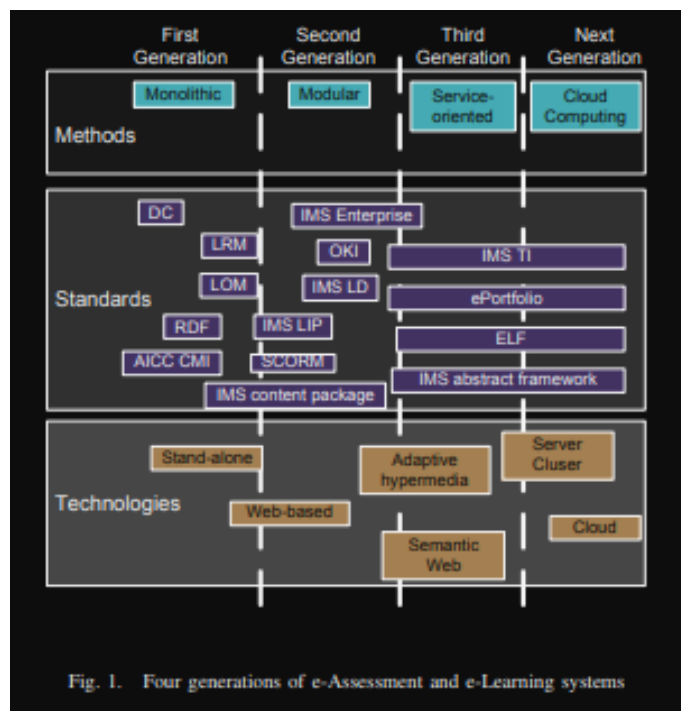 First Second Third Next
Generation Generation Generation Generation
Monolithic Modular Service- Cloud
oriented Computing
Methods
DC IMS Enterprise
LRM OKI IMS TI
LOM IMS LD ePortfolio
Standards
RDF IMS LIP ELF
AICC CMI SCORM IMS abstract framework
IMS content package
Stand-alone Adaptive Server
hypermedia Cluser
Technologies
Web-based Cloud
Semantic
Web
Fig. 1. Four generations of e-Assessment and e-Learning systems